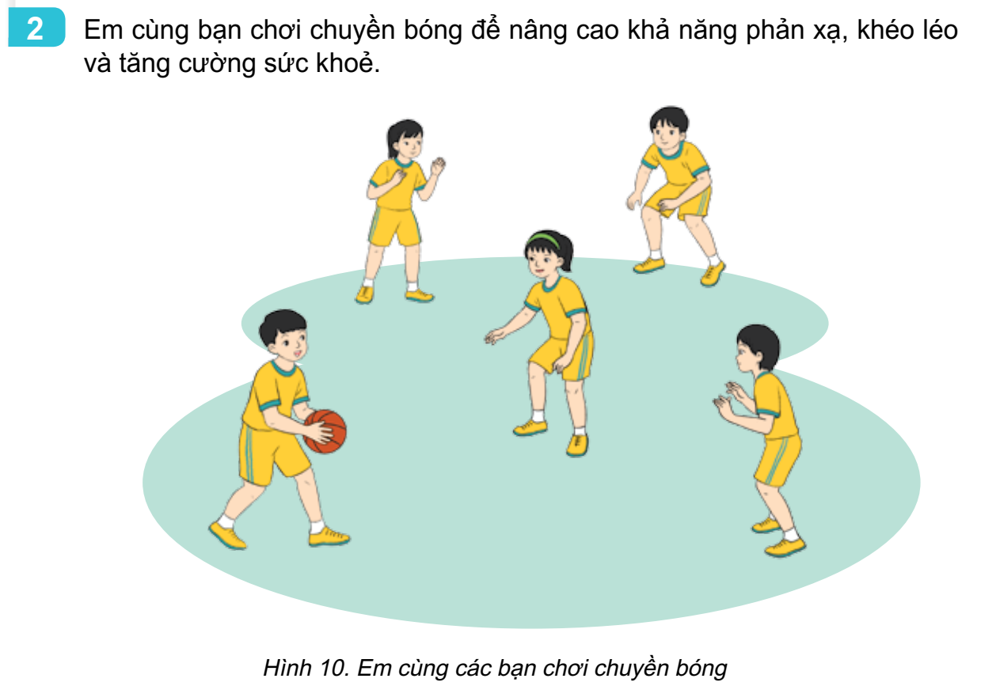 2 Em cùng bạn chơi chuyền bóng để nâng cao khả năng phản xạ, khéo léo
và tăng cường sức khoẻ.
Hình 10. Em cùng các bạn chơi chuyền bóng